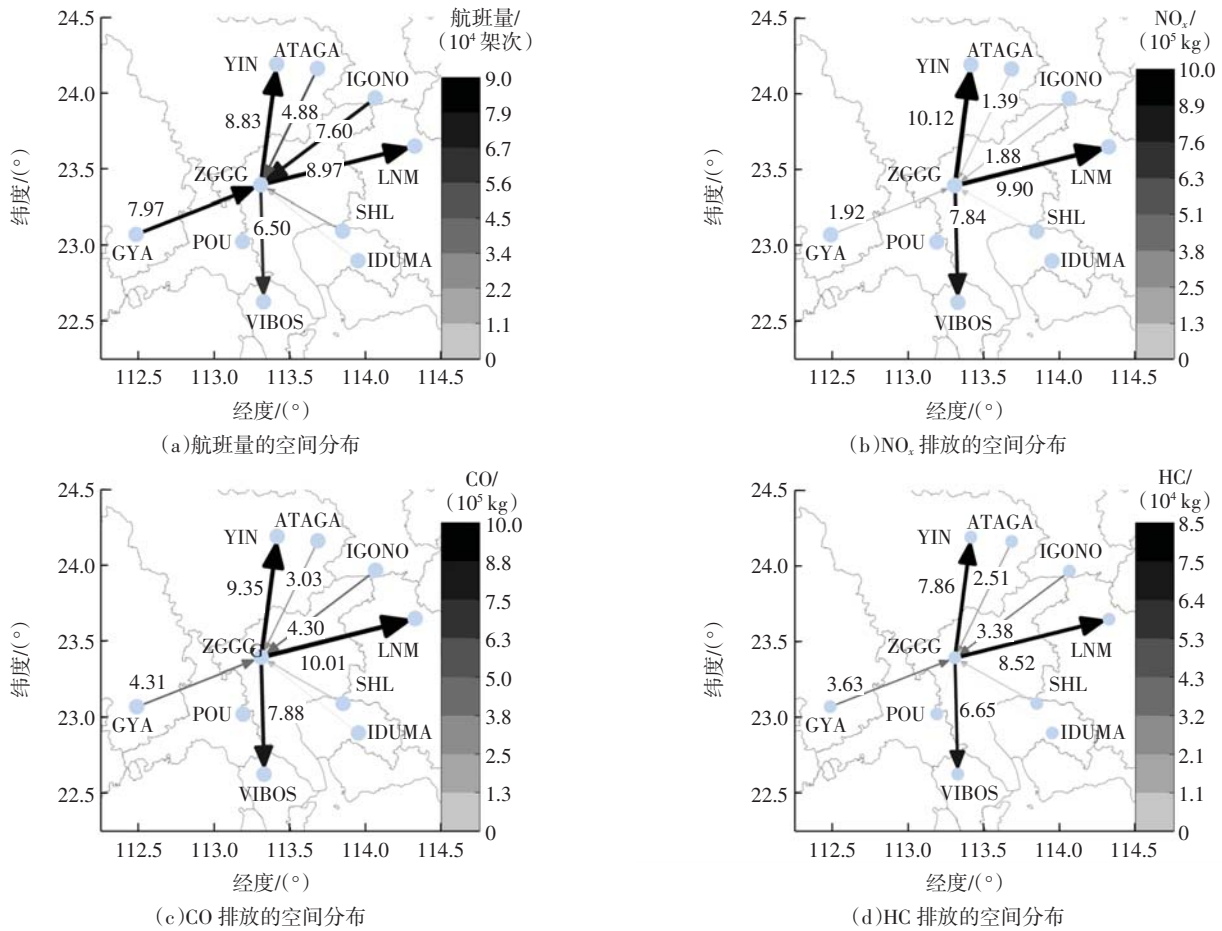 航班量/
(10⁴ 架次)
24.5
24.0
23.5
23.0
22.5
纬度/(°)
YIN
ATAGA
IGONO
8.83
4.88
7.60
ZGGG
8.97
LNM
7.97
6.50
SHL
GYA
POU
IDUMA
VIBOS
9.0
7.9
6.7
5.6
4.5
3.4
2.2
1.1
0
112.5 113.0 113.5 114.0 114.5
经度/(°)
(a)航班量的空间分布
NOₓ/
(10⁵ kg)
24.5
24.0
23.5
23.0
22.5
纬度/(°)
YIN
ATAGA
IGONO
10.12
1.39
1.88
ZGGG
9.90
LNM
1.92
7.84
SHL
GYA
POU
IDUMA
VIBOS
10.0
8.9
7.6
6.3
5.1
3.8
2.5
1.3
0
112.5 113.0 113.5 114.0 114.5
经度/(°)
(b)NOₓ 排放的空间分布
CO/
(10⁵ kg)
24.5
24.0
23.5
23.0
22.5
纬度/(°)
YIN
ATAGA
IGONO
9.35
3.03
4.30
ZGGG
10.01
LNM
4.31
7.88
SHL
GYA
POU
IDUMA
VIBOS
10.0
8.8
7.5
6.3
5.0
3.8
2.5
1.3
0
112.5 113.0 113.5 114.0 114.5
经度/(°)
(c)CO 排放的空间分布
HC/
(10⁴ kg)
24.5
24.0
23.5
23.0
22.5
纬度/(°)
YIN
ATAGA
IGONO
7.86
2.51
3.38
ZGGG
8.52
LNM
3.63
6.65
SHL
GYA
POU
IDUMA
VIBOS
8.5
7.5
6.4
5.3
4.3
3.2
2.1
1.1
0
112.5 113.0 113.5 114.0 114.5
经度/(°)
(d)HC 排放的空间分布